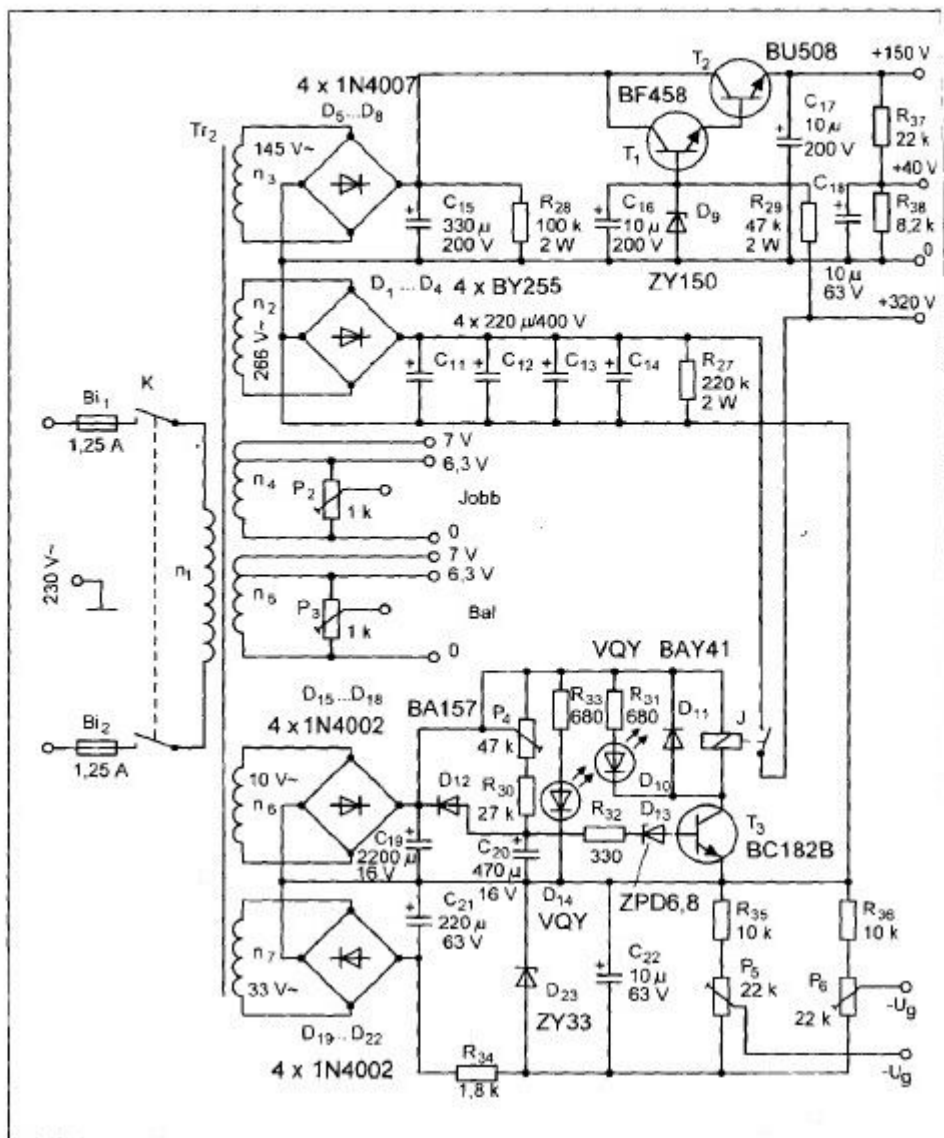 BU508
T2
+150 V
4 x 1N4007
D5...D8
BF458
C17
10 µ
200 V
R37
22 k
Tr2
145 V~
n3
T1
+40 V
C18
C15
330 µ
200 V
R28
100 k
2 W
C16
10 µ
200 V
D9
R29
47 k
2 W
R38
8,2 k
0
ZY150
10 µ
63 V
n2
266 V~
D1 ...D4
4 x BY255
+320 V
4 x 220 µ/400 V
C11
C12
C13
C14
R27
220 k
2 W
K
Bi1
1,25 A
7 V
6,3 V
n4
P2
1 k
Jobb
0
230 V~
n1
7 V
6,3 V
n5
P3
1 k
Bal
0
VQY
BAY41
D15...D18
4 x 1N4002
BA157
P4
47 k
R33
680
R31
680
D11
J
Bi2
1,25 A
10 V~
n6
D12
R30
27 k
D10
R32
330
D13
T3
BC182B
C19
2200 µ
16 V
C20
470 µ
16 V
D14
VQY
ZPD6,8
C21
220 µ
63 V
R35
10 k
R36
10 k
n7
33 V~
D23
ZY33
C22
10 µ
63 V
P5
22 k
P6
22 k
-Ug
D19...D22
4 x 1N4002
R34
1,8 k
-Ug